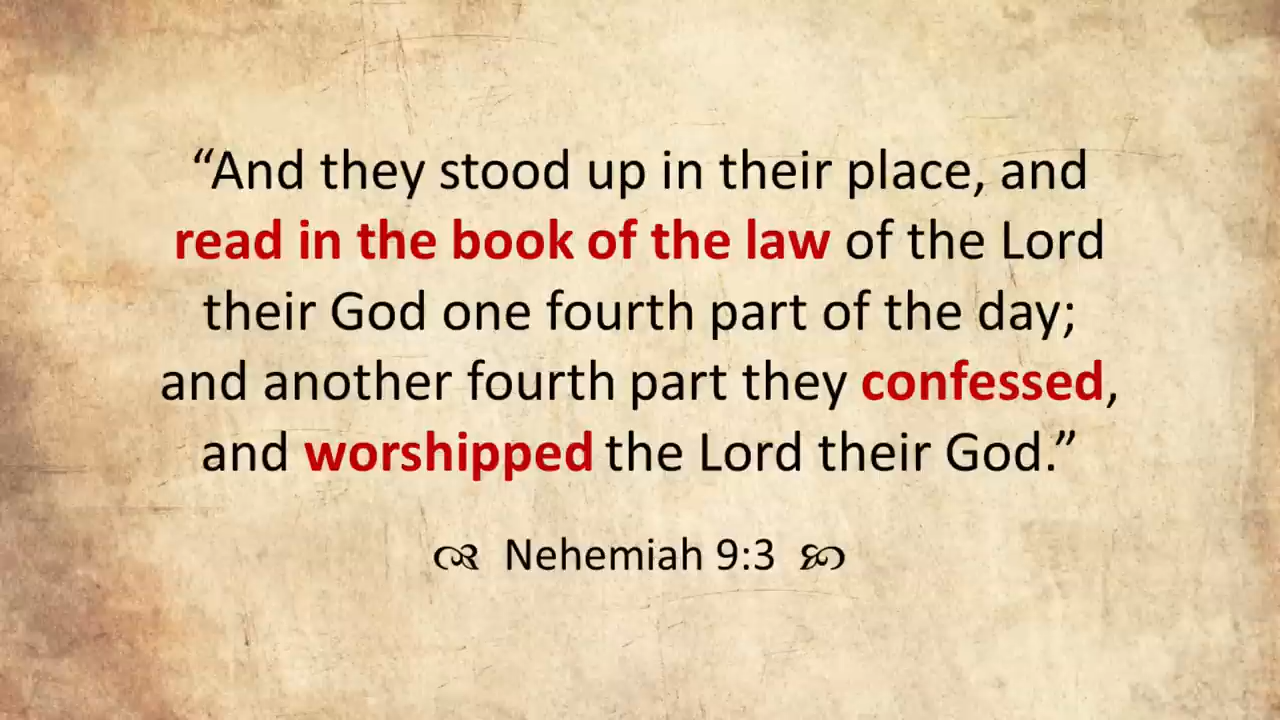 “And they stood up in their place, and
read in the book of the law of the Lord
their God one fourth part of the day;
and another fourth part they confessed,
and worshipped the Lord their God.”
Nehemiah 9:3